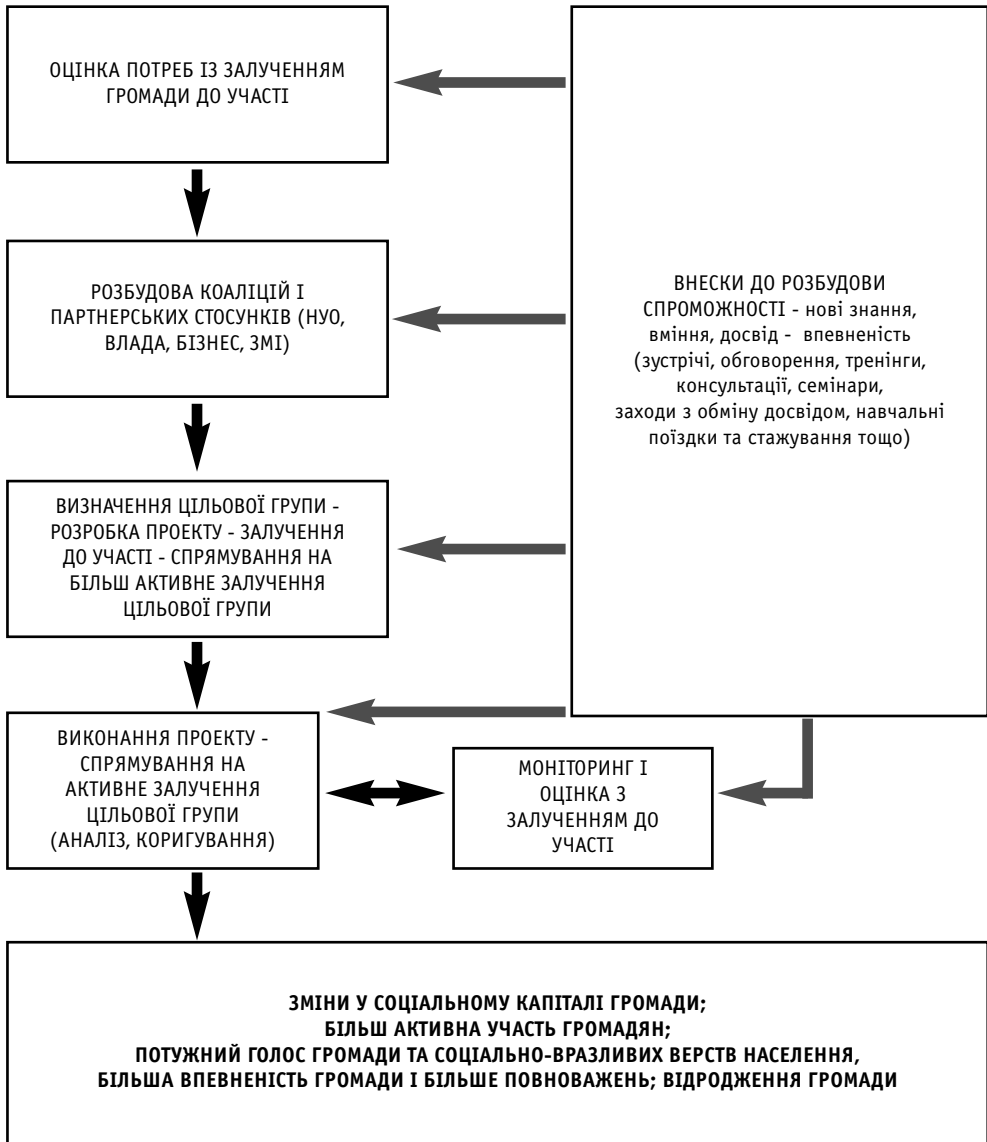 ОЦІНКА ПОТРЕБ ІЗ ЗАЛУЧЕННЯМ
ГРОМАДИ ДО УЧАСТІ
РОЗБУДОВА КОАЛІЦІЙ І
ПАРТНЕРСЬКИХ СТОСУНКІВ (НУО,
ВЛАДА, БІЗНЕС, ЗМІ)
ВНЕСКИ ДО РОЗБУДОВИ
СПРОМОЖНОСТІ - нові знання,
вміння, досвід - впевненість
(зустрічі, обговорення, тренінги,
консультації, семінари,
заходи з обміну досвідом, навчальні
поїздки та стажування тощо)
ВИЗНАЧЕННЯ ЦІЛЬОВОЇ ГРУПИ -
РОЗРОБКА ПРОЕКТУ - ЗАЛУЧЕННЯ
ДО УЧАСТІ - СПРЯМУВАННЯ НА
БІЛЬШ АКТИВНЕ ЗАЛУЧЕННЯ
ЦІЛЬОВОЇ ГРУПИ
ВИКОНАННЯ ПРОЕКТУ -
СПРЯМУВАННЯ НА
АКТИВНЕ ЗАЛУЧЕННЯ
ЦІЛЬОВОЇ ГРУПИ
(АНАЛІЗ, КОРИГУВАННЯ)
МОНІТОРИНГ І
ОЦІНКА З
ЗАЛУЧЕННЯМ ДО
УЧАСТІ
ЗМІНИ У СОЦІАЛЬНОМУ КАПІТАЛІ ГРОМАДИ;
БІЛЬШ АКТИВНА УЧАСТЬ ГРОМАДЯН;
ПОТУЖНИЙ ГОЛОС ГРОМАДИ ТА СОЦІАЛЬНО-ВРАЗЛИВИХ ВЕРСТВ НАСЕЛЕННЯ,
БІЛЬША ВПЕВНЕНІСТЬ ГРОМАДИ І БІЛЬШЕ ПОВНОВАЖЕНЬ; ВІДРОДЖЕННЯ ГРОМАДИ